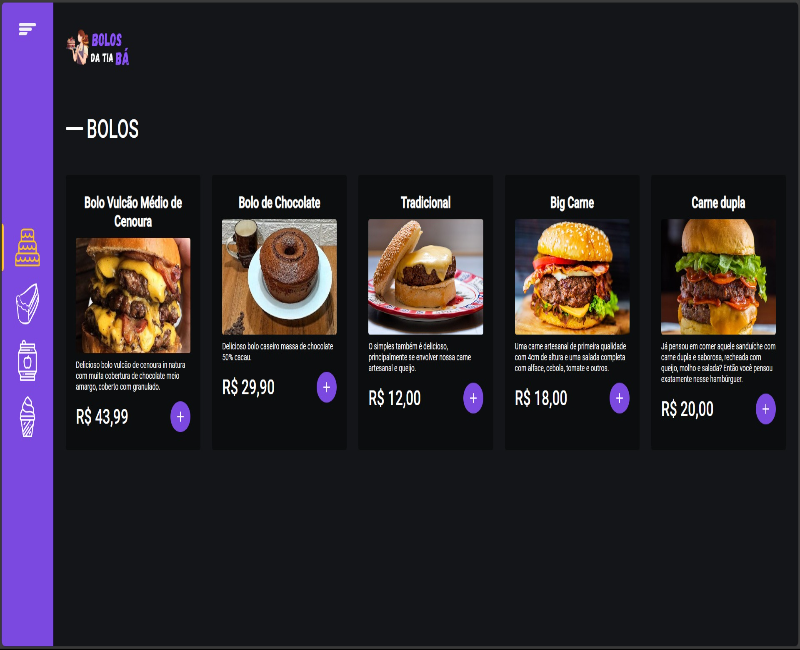 BOLOS
DA TIA BÁ
— BOLOS
Bolo Vulcão Médio de
Cenoura
Delicioso bolo vulcão de cenoura in natura
com muita cobertura de chocolate meio
amargo, coberto com granulado.
R$ 43,99
+
Bolo de Chocolate
Delicioso bolo caseiro massa de chocolate
50% cacau.
R$ 29,90
+
Tradicional
O simples também é delicioso,
principalmente se envolver nossa carne
artesanal e queijo.
R$ 12,00
+
Big Carne
Uma carne artesanal de primeira qualidade
com 4cm de altura e uma salada completa
com alface, cebola, tomate e outros.
R$ 18,00
+
Carne dupla
Já pensou em comer aquele sanduíche com
carne dupla e saborosa, recheada com
queijo, molho e salada? Então você pensou
exatamente nesse hambúrguer.
R$ 20,00
+